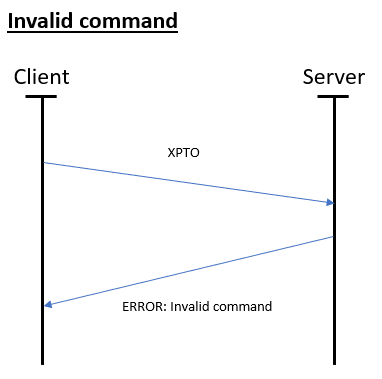 Invalid command
Client
Server
XPTO
ERROR: Invalid command